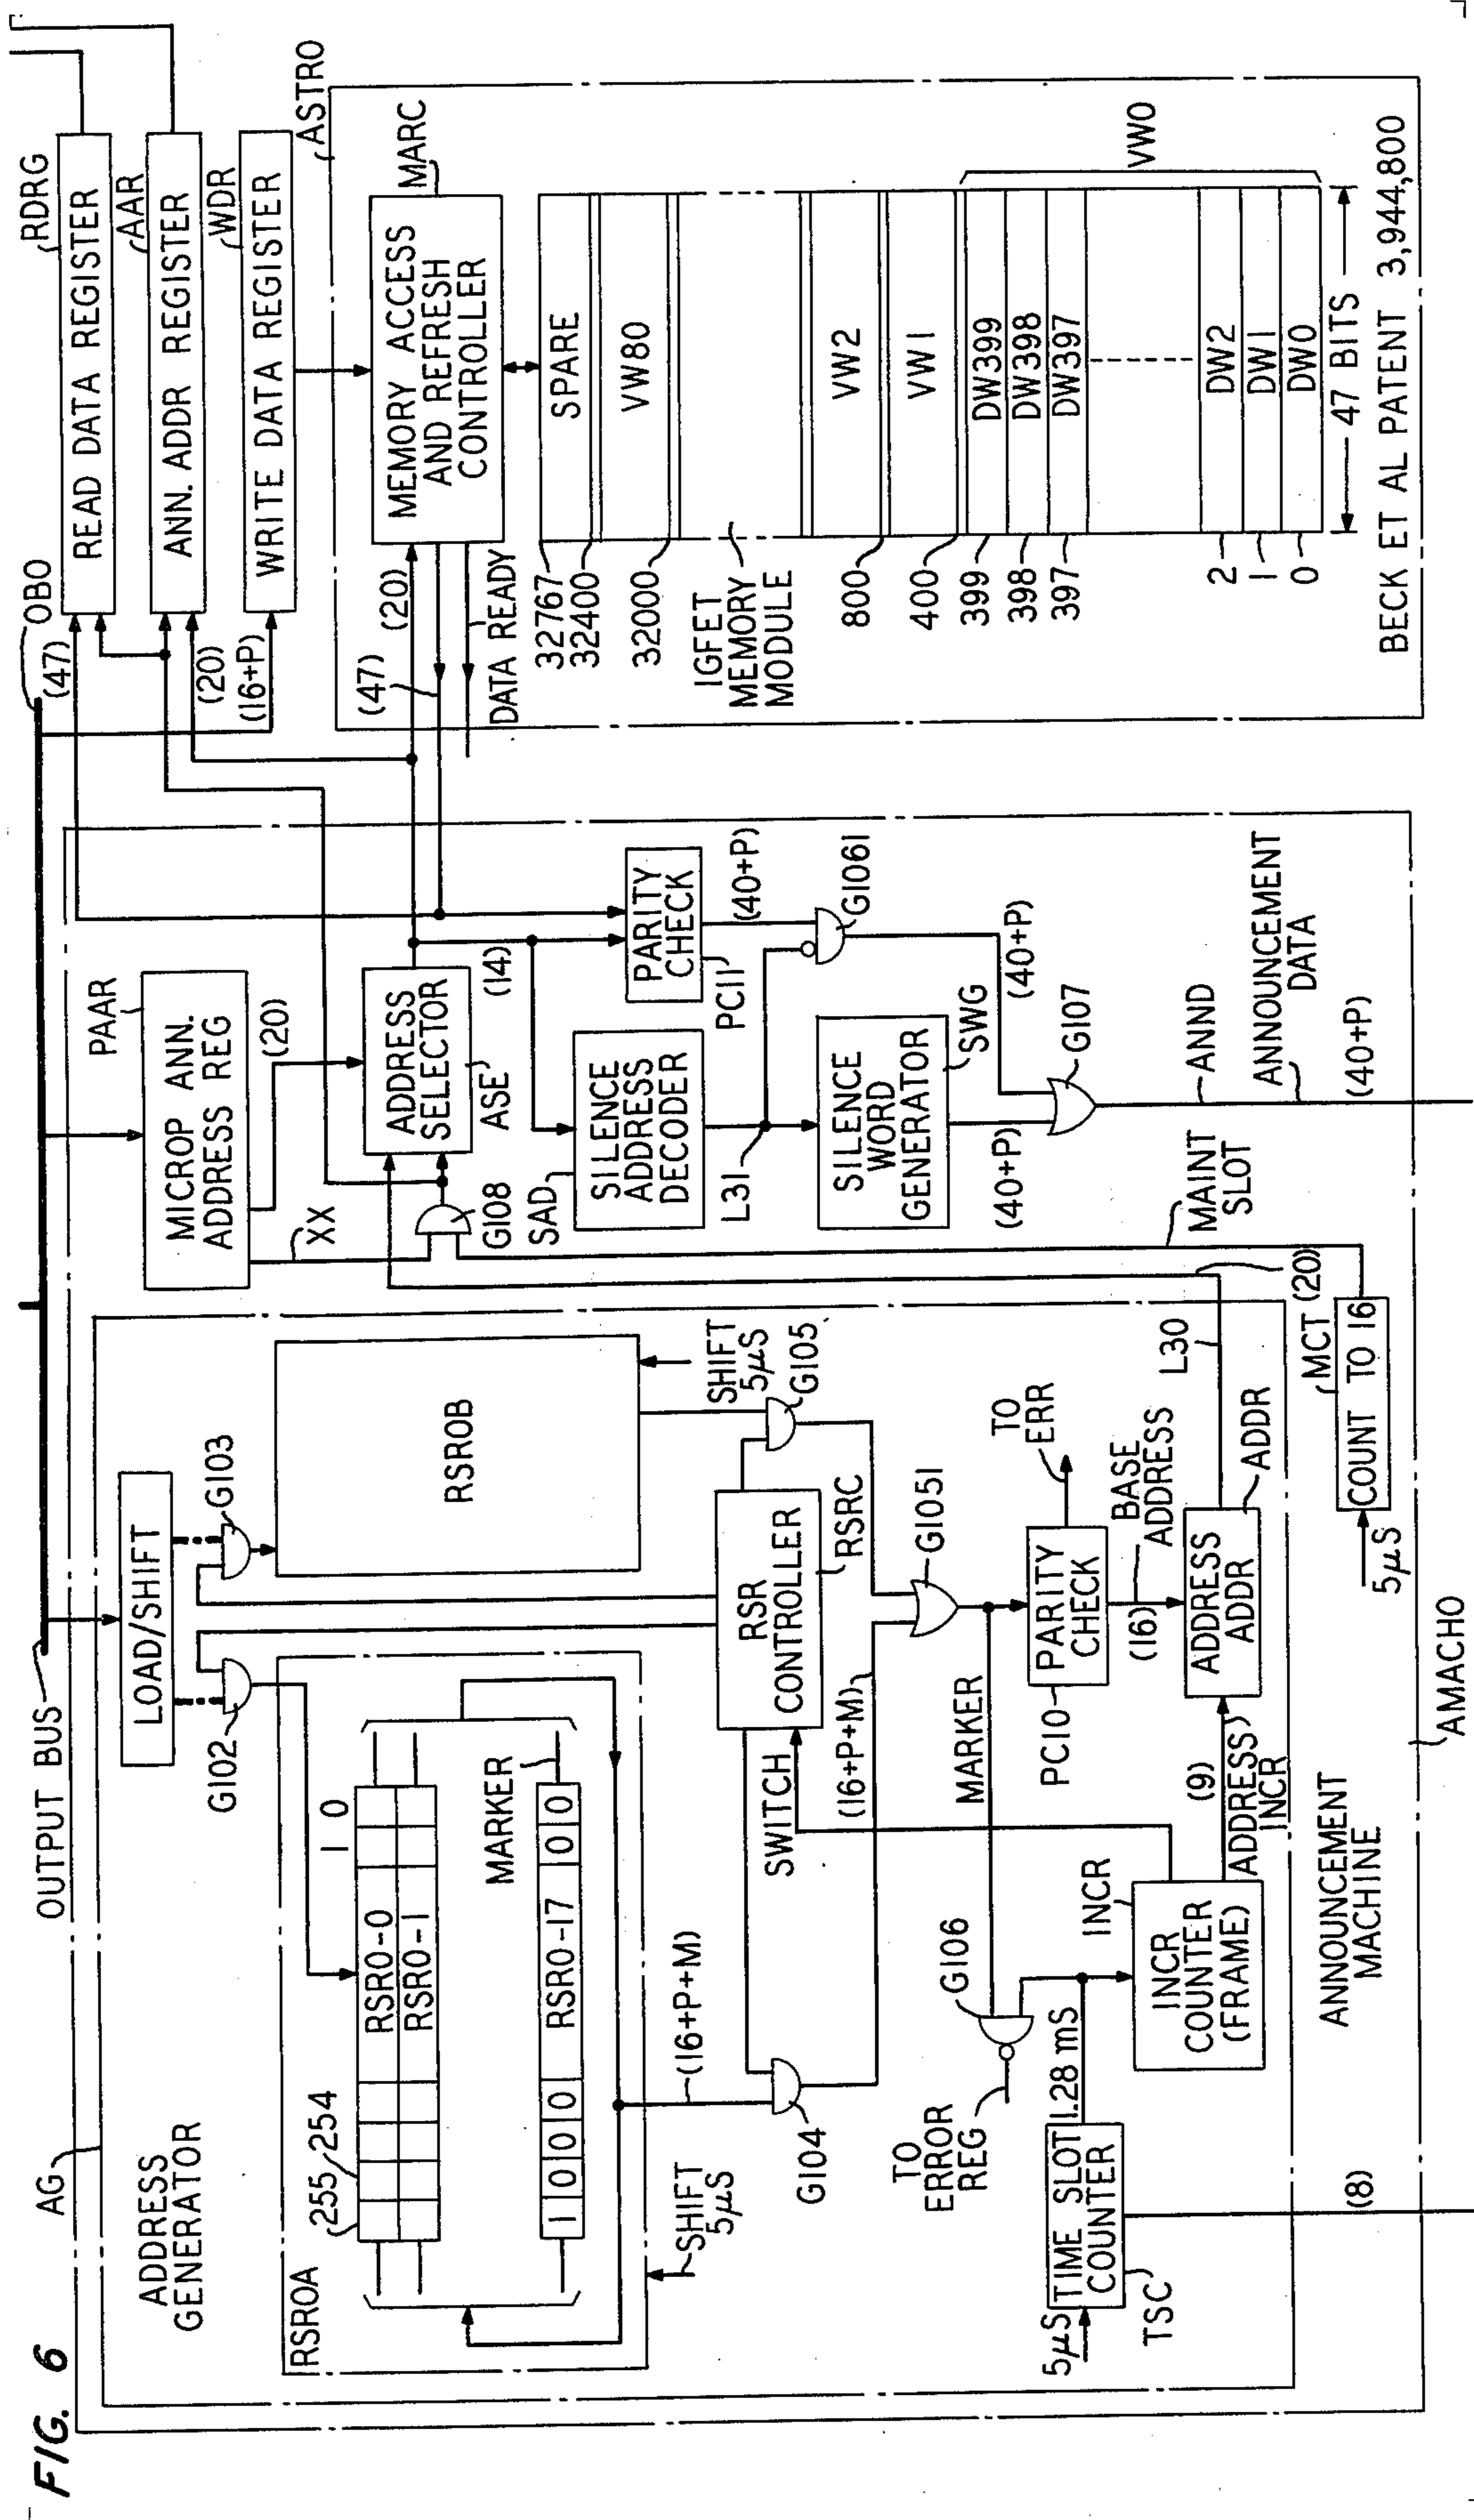 FIG. 6
AG
ADDRESS
GENERATOR
OUTPUT BUS
OBO
LOAD/SHIFT
G102
G103
RSROA
255
254
1 0
RSRO-0
RSRO-1
MARKER
1 0 0 0 RSRO-17 0 0
SHIFT
5µS
(16+P+M)
G104
RSROB
SHIFT
5µS
G105
RSR
CONTROLLER
RSRC
SWITCH
(16+P+M)
G1051
MARKER
TO
ERROR
REG
G106
PARITY
CHECK
PC10
TO
ERR
(16)
BASE
ADDRESS
5µS
TIME SLOT
COUNTER
TSC
1.28 mS
INCR
INCR
COUNTER
(FRAME)
(9)
ADDRESS
INCR
ADDRESS
ADDR
ADDR
L30
(20)
(8)
ANNOUNCEMENT
MACHINE
AMACHO
5µS
COUNT TO 16
MCT
MAINT
SLOT
PAAR
MICROP ANN.
ADDRESS REG
(20)
XX
G108
ADDRESS
SELECTOR
ASE
(14)
SAD
SILENCE
ADDRESS
DECODER
L31
PARITY
CHECK
PC11
(40+P)
G1061
SILENCE
WORD
GENERATOR
SWG
(40+P)
(40+P)
G107
ANND
ANNOUNCEMENT
DATA
(40+P)
(47)
(20)
(16+P)
READ DATA REGISTER
RDRG
ANN. ADDR REGISTER
AAR
WRITE DATA REGISTER
WDR
ASTRO
(47)
(20)
DATA READY
MEMORY ACCESS
AND REFRESH
CONTROLLER
MARC
32767
32400
32000
IGFET
MEMORY
MODULE
800
400
399
398
397
2
1
0
SPARE
VW80
VW2
VW1
DW399
DW398
DW397
DW2
DW1
DW0
VW0
47 BITS
BECK ET AL PATENT 3,944,800